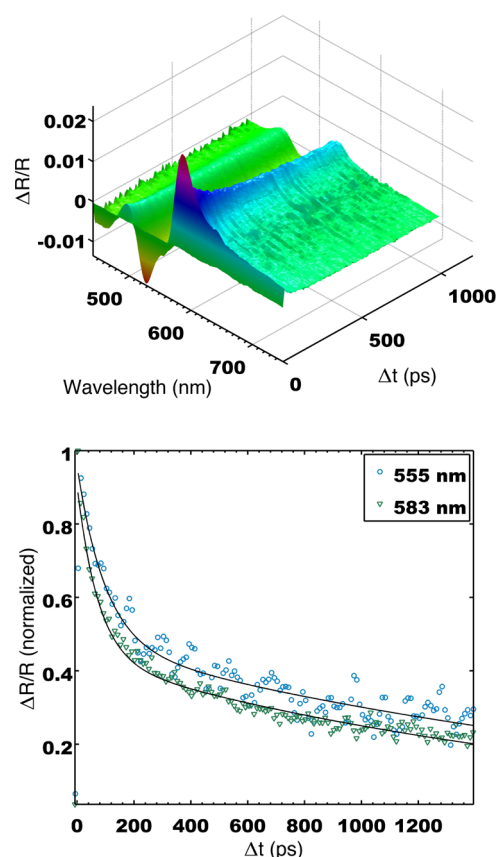 0.02
0.01
0
-0.01
ΔR/R
500
600
700
Wavelength (nm)
0
500
1000
Δt (ps)
1
0.8
0.6
0.4
0.2
ΔR/R (normalized)
555 nm
583 nm
0 200 400 600 800 1000 1200
Δt (ps)